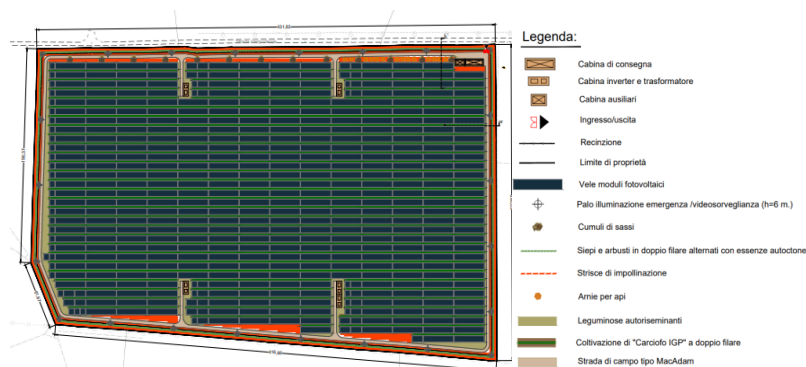 Legenda:
Cabina di consegna
Cabina inverter e trasformatore
Cabina ausiliari
Ingresso/uscita
Recinzione
Limite di proprietà
Vele moduli fotovoltaici
Palo illuminazione emergenza /videosorveglianza (h=6 m.)
Cumuli di sassi
Siepi e arbusti in doppio filare alternati con essenze autoctone
Strisce di impollinazione
Arnie per api
Leguminose autoriseminanti
Coltivazione di "Carciofo IGP" a doppio filare
Strada di campo tipo MacAdam